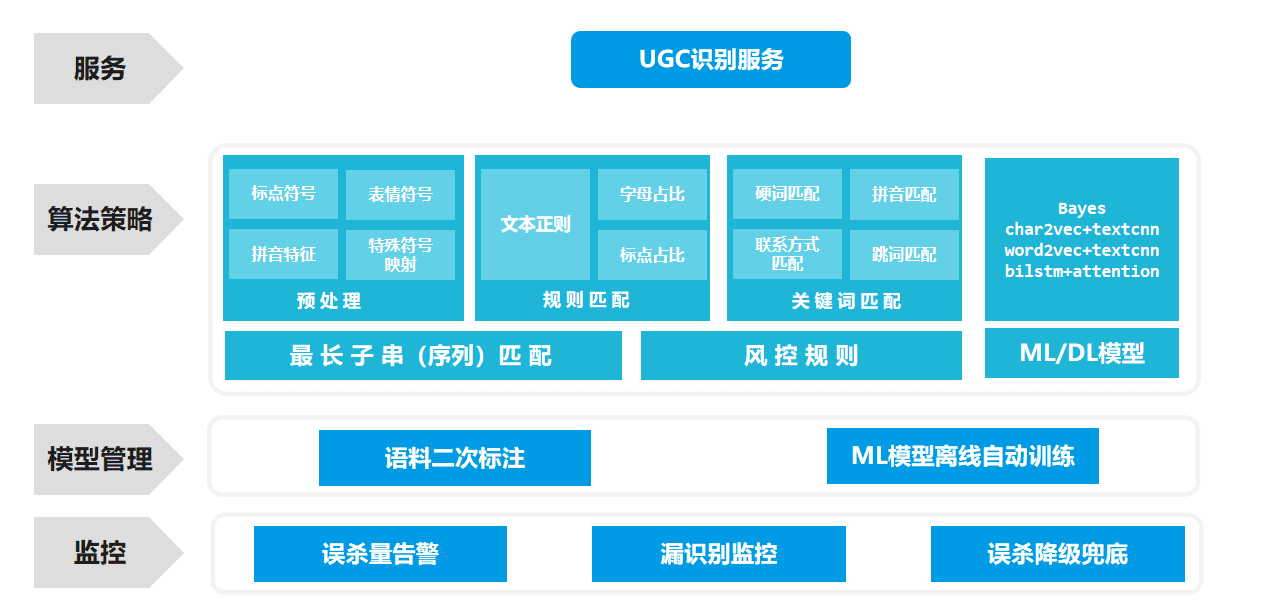 服务
UGC识别服务
算法策略
标点符号
表情符号
拼音特征
特殊符号
映射
预处理
文本正则
字母占比
标点占比
规则匹配
硬词匹配
拼音匹配
联系方式
匹配
跳词匹配
关键词匹配
Bayes
char2vec+textcnn
word2vec+textcnn
bilstm+attention
最长子串（序列）匹配
风控规则
ML/DL模型
模型管理
语料二次标注
ML模型离线自动训练
监控
误杀量告警
漏识别监控
误杀降级兜底